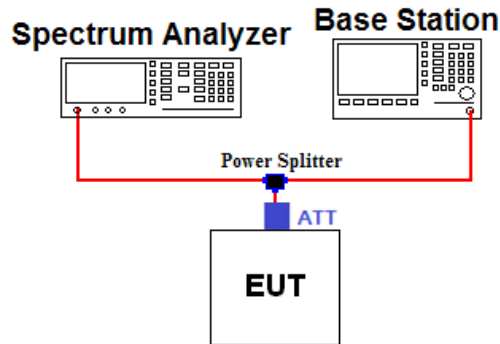 Spectrum Analyzer
Base Station
Power Splitter
ATT
EUT